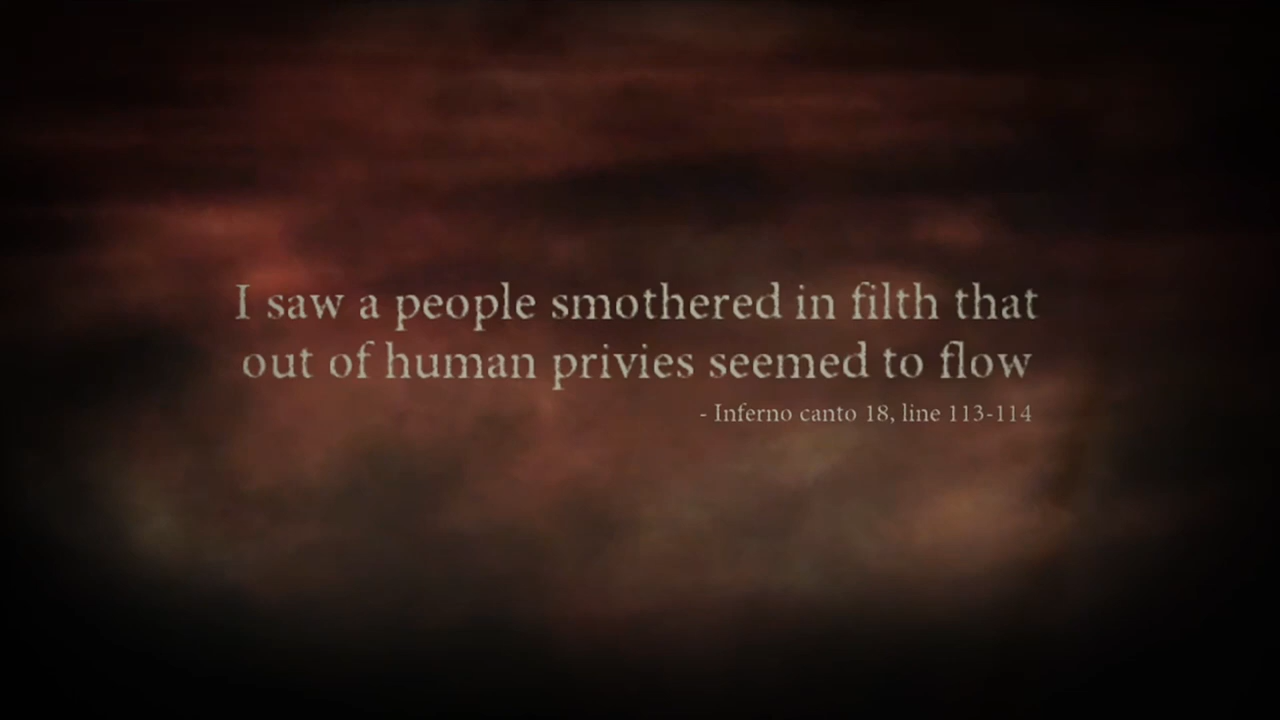 I saw a people smothered in filth that
out of human privies seemed to flow
- Inferno canto 18, line 113-114